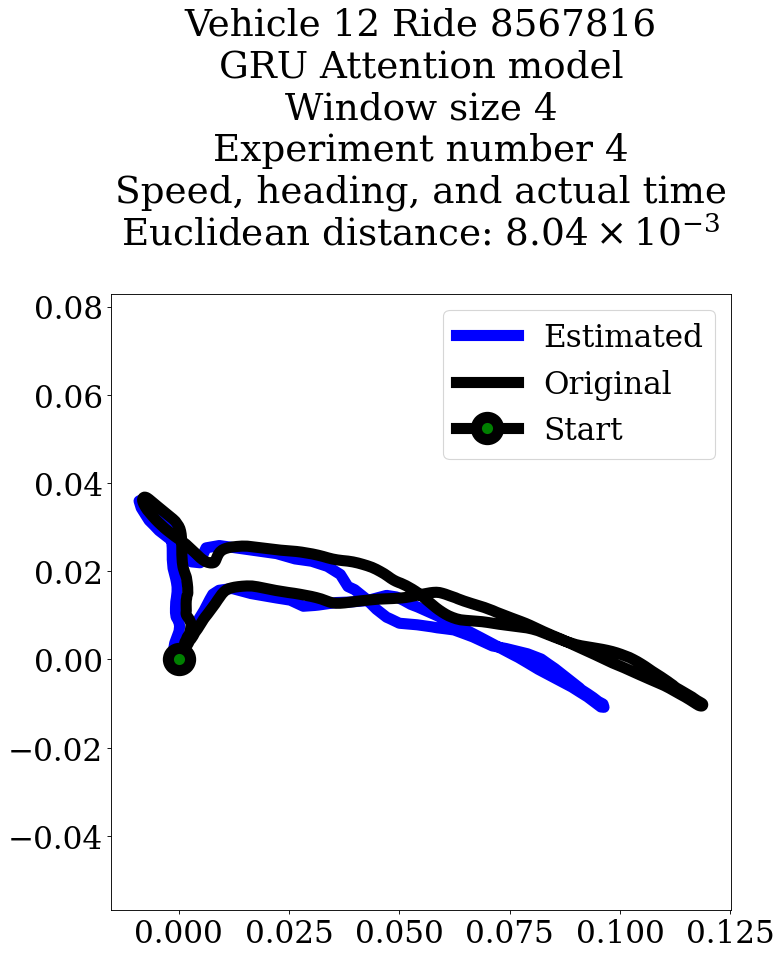 Vehicle 12 Ride 8567816
GRU Attention model
Window size 4
Experiment number 4
Speed, heading, and actual time
Euclidean distance: 8.04 × 10⁻³
Estimated
Original
Start
0.08
0.06
0.04
0.02
0.00
−0.02
−0.04
0.000 0.025 0.050 0.075 0.100 0.125